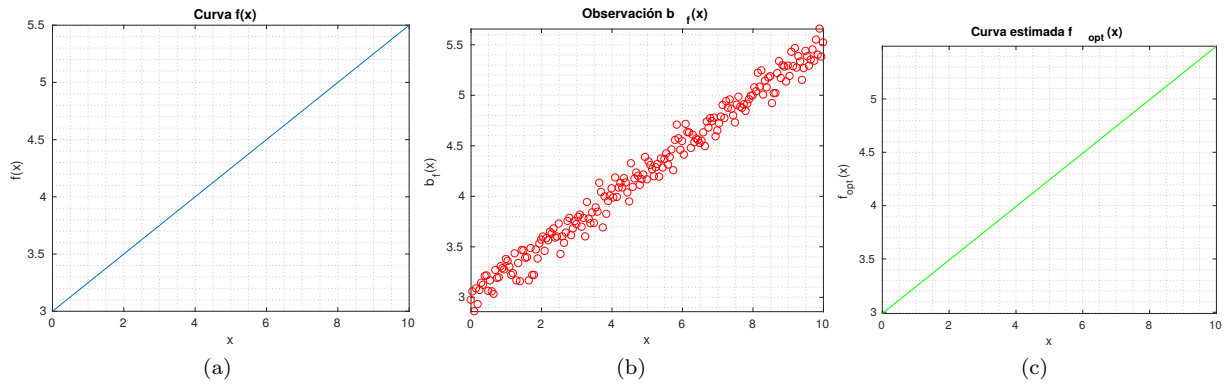 Curva f(x)
5.5
5
4.5
4
3.5
3
f(x)
0 2 4 6 8 10
x
(a)
Observación b f(x)
5.5
5
4.5
4
3.5
3
b f(x)
0 2 4 6 8 10
x
(b)
Curva estimada f opt (x)
5
4.5
4
3.5
3
f opt (x)
0 2 4 6 8 10
x
(c)